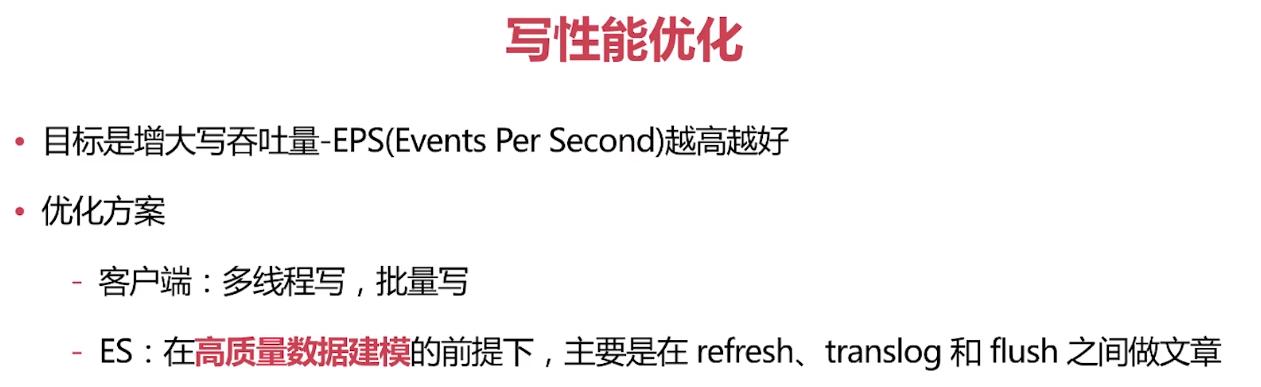 写性能优化
• 目标是增大写吞吐量-EPS(Events Per Second)越高越好
• 优化方案
- 客户端：多线程写，批量写
- ES：在高质量数据建模的前提下，主要是在 refresh、translog 和 flush 之间做文章